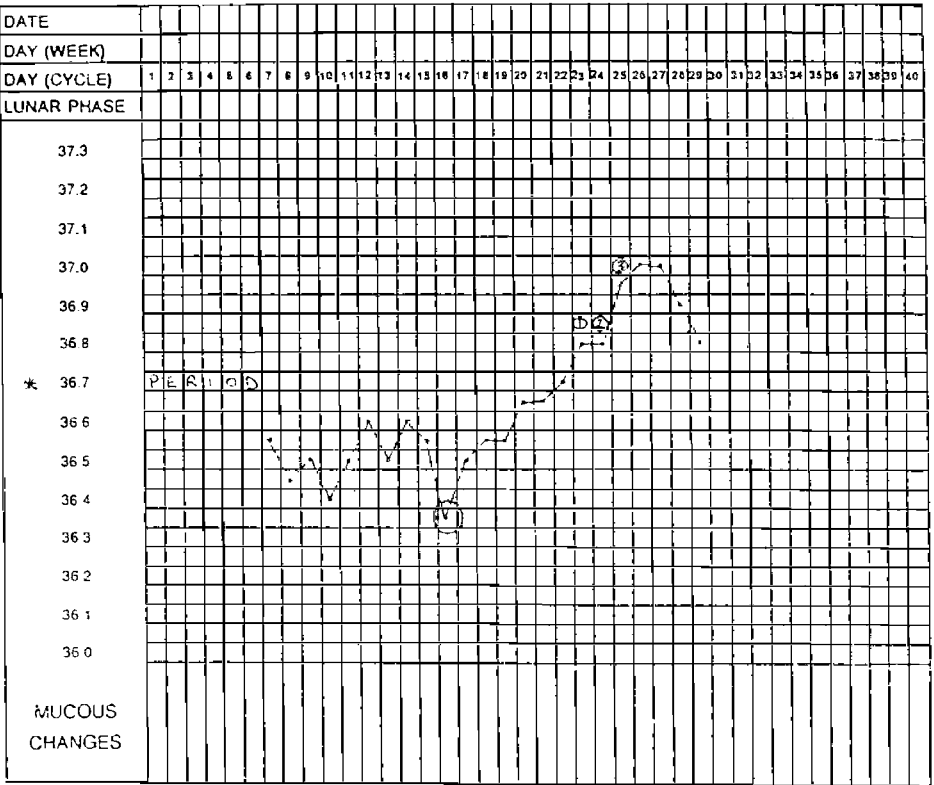 DATE
DAY (WEEK)
DAY (CYCLE) 1 2 3 4 5 6 7 8 9 10 11 12 13 14 15 16 17 18 19 20 21 22 23 24 25 26 27 28 29 30 31 32 33 34 35 36 37 38 39 40
LUNAR PHASE
37.3
37.2
37.1
37.0 ③
36.9
36.8 ① ②
* 36.7 PERIOD
36.6
36.5
36.4
36.3
36.2
36.1
36.0
MUCOUS
CHANGES